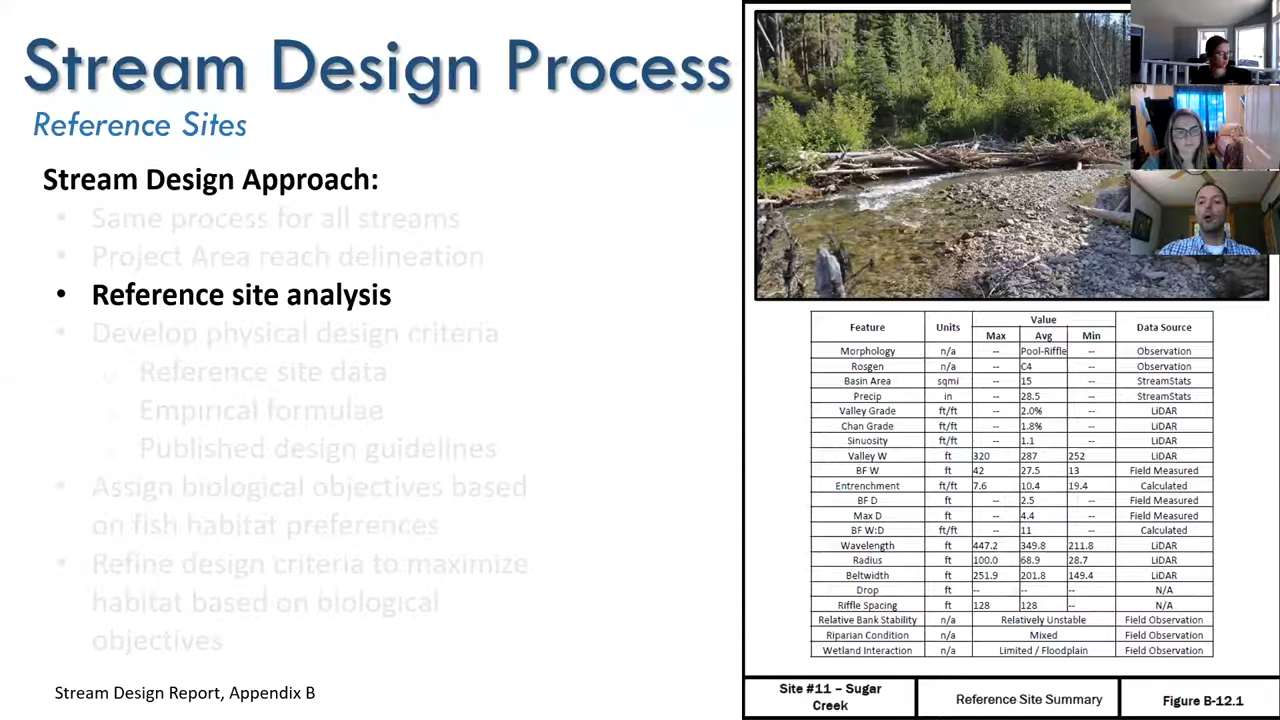 Stream Design Process
Reference Sites
Stream Design Approach:
• Same process for all streams
• Project Area reach delineation
• Reference site analysis
• Develop physical design criteria
o Reference site data
o Empirical formulae
o Published design guidelines
• Assign biological objectives based
on fish habitat preferences
• Refine design criteria to maximize
habitat based on biological
objectives
Stream Design Report, Appendix B
Feature Units Value Data Source
Max Avg Min
Morphology n/a -- Pool-Riffle -- Observation
Rosgen n/a -- C4 -- Observation
Basin Area sqmi -- 15 -- StreamStats
Precip in -- 28.5 -- StreamStats
Valley Grade ft/ft -- 2.0% -- LiDAR
Chan Grade ft/ft -- 1.8% -- LiDAR
Sinuosity ft/ft -- 1.1 -- LiDAR
Valley W ft 320 287 252 LiDAR
BF W ft 42 27.5 13 Field Measured
Entrenchment ft/ft 7.6 10.4 19.4 Calculated
BF D ft -- 2.5 -- Field Measured
Max D ft -- 4.4 -- Field Measured
BF W:D ft/ft -- 11 -- Calculated
Wavelength ft 447.2 349.8 211.8 LiDAR
Radius ft 100.0 68.9 28.7 LiDAR
Beltwidth ft 251.9 201.8 149.4 LiDAR
Drop ft -- -- -- N/A
Riffle Spacing ft 128 128 -- N/A
Relative Bank Stability n/a Relatively Unstable Field Observation
Riparian Condition n/a Mixed Field Observation
Wetland Interaction n/a Limited / Floodplain Field Observation
Site #11 – Sugar
Creek
Reference Site Summary
Figure B-12.1